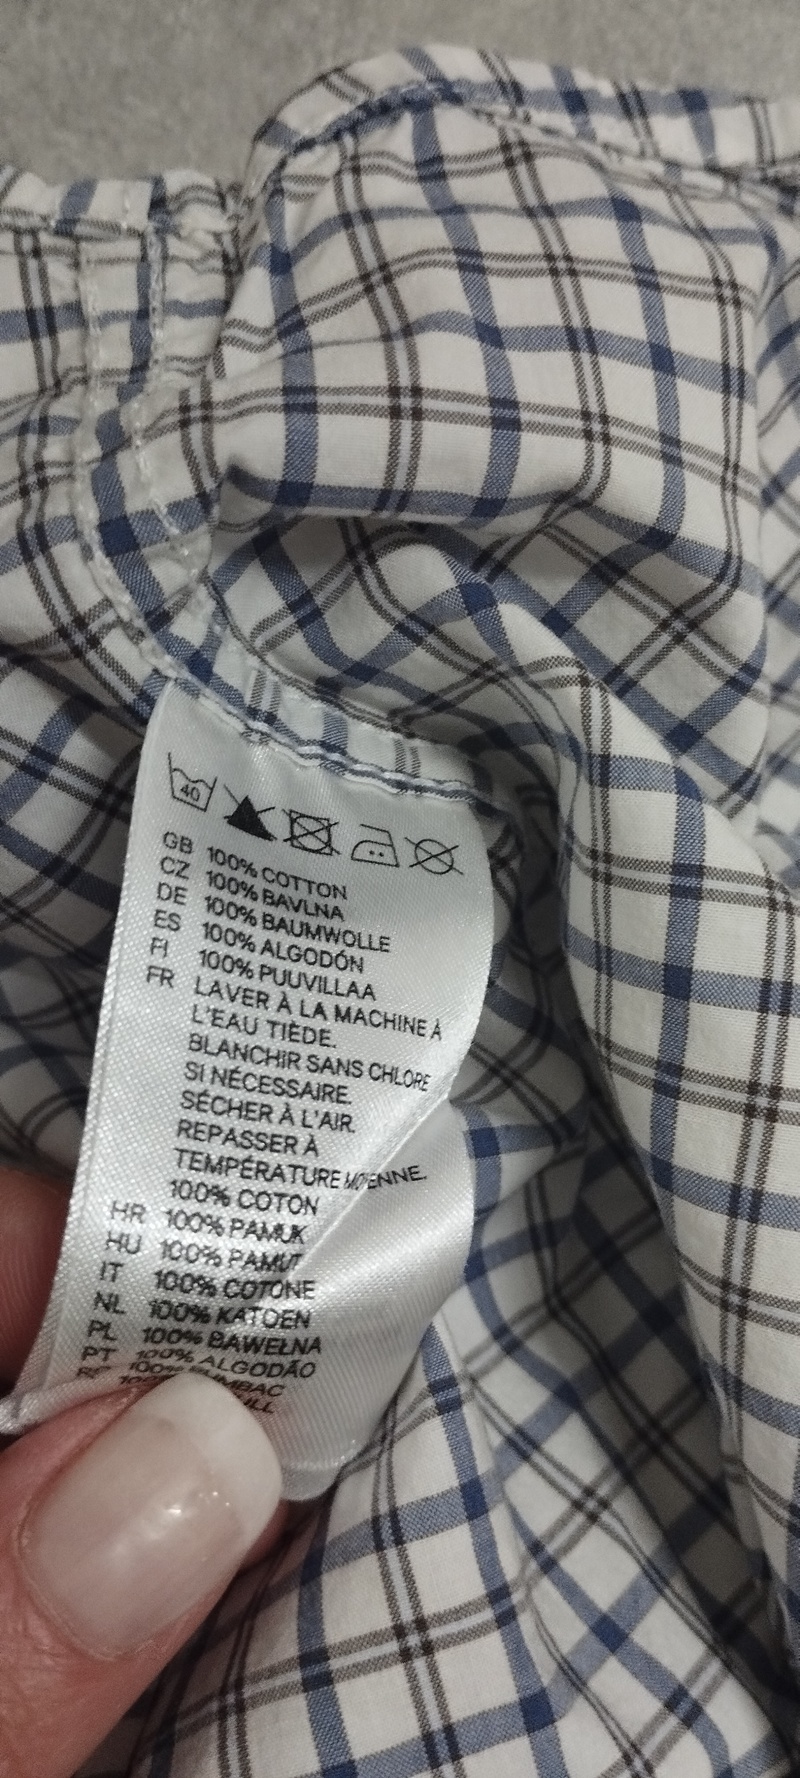 40
GB 100% COTTON
CZ 100% BAVLNA
DE 100% BAUMWOLLE
ES 100% ALGODÓN
FI 100% PUUVILLAA
FR LAVER À LA MACHINE À
L'EAU TIÈDE.
BLANCHIR SANS CHLORE
SI NÉCESSAIRE.
SÉCHER À L'AIR.
REPASSER À
TEMPÉRATURE MOYENNE.
100% COTON
HR 100% PAMUK
HU 100% PAMUT
IT 100% COTONE
NL 100% KATOEN
PL 100% BAWEŁNA
PT 100% ALGODÃO
100%